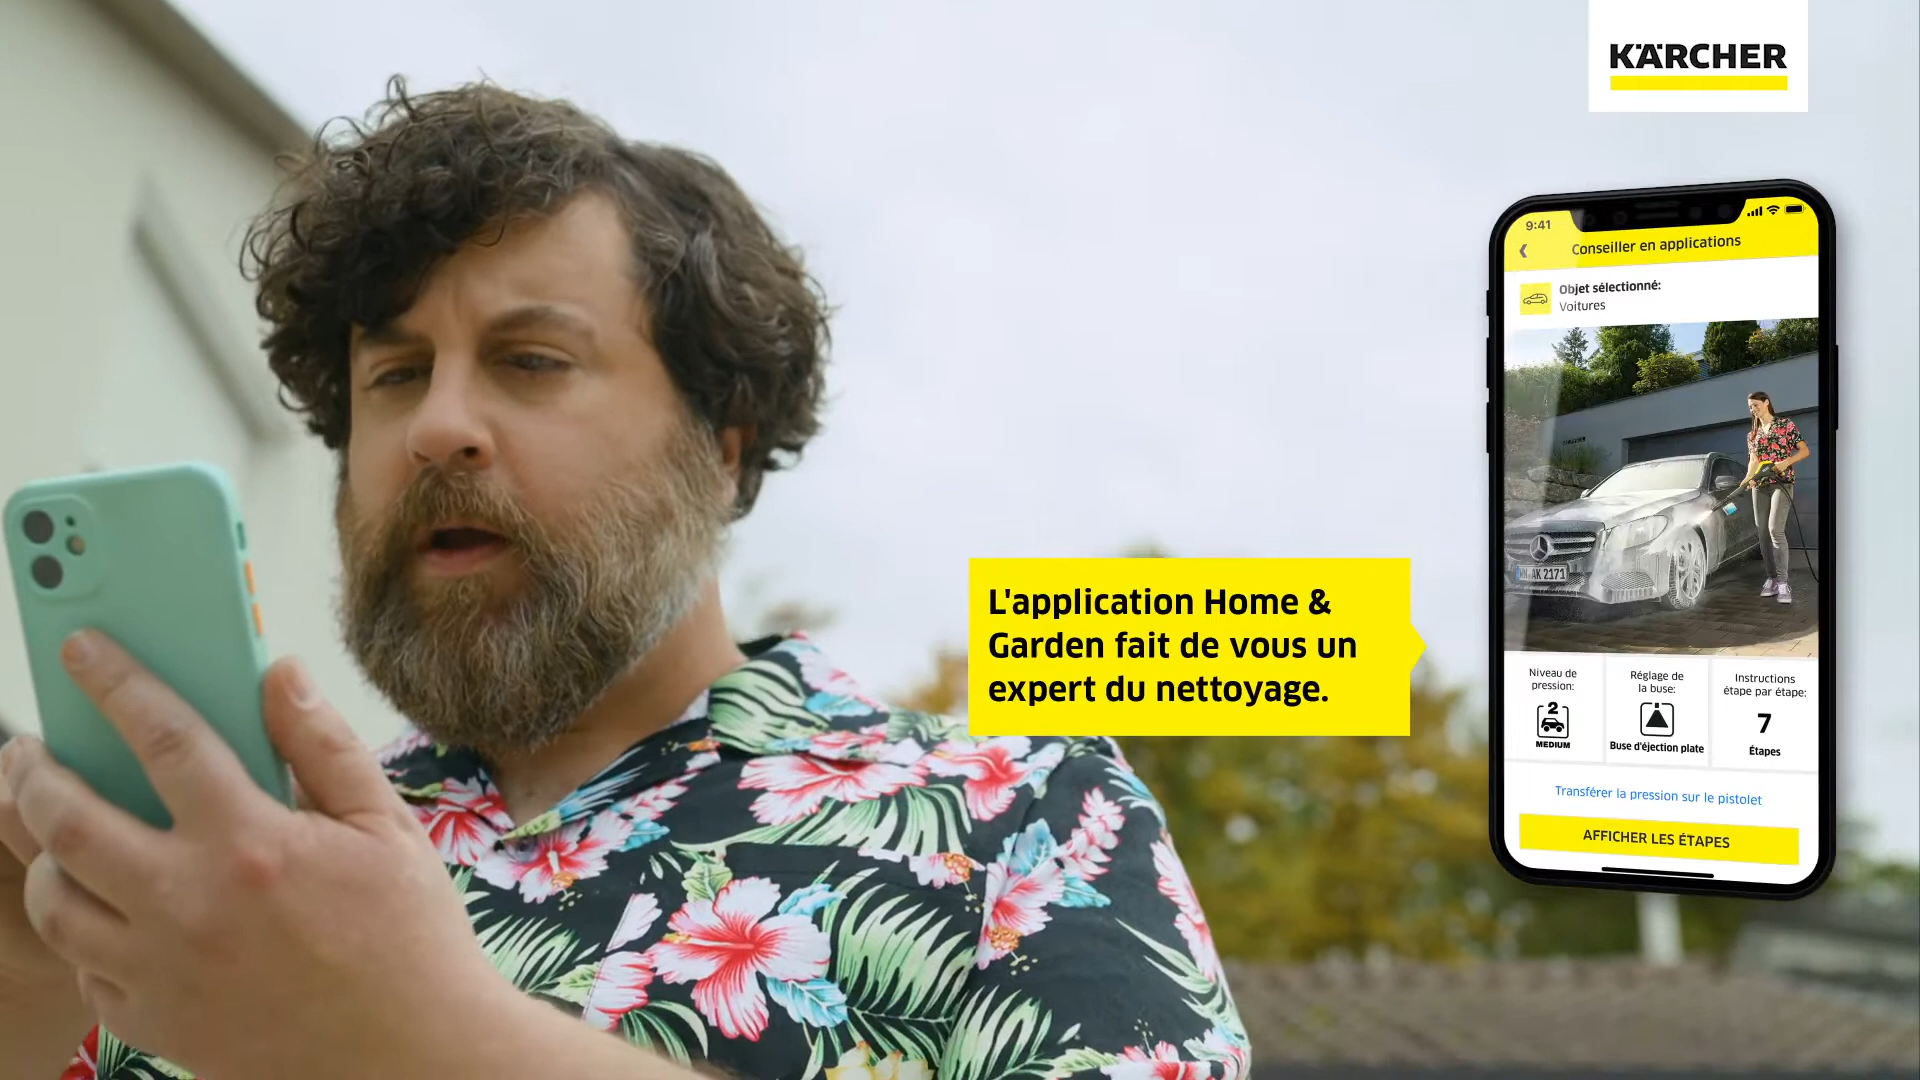 KÄRCHER
9:41
Conseiller en applications
Objet sélectionné:
Voitures
AK 2171
L'application Home &
Garden fait de vous un
expert du nettoyage.
Niveau de
pression:
2
MEDIUM
Réglage de
la buse:
Buse d'éjection plate
Instructions
étape par étape:
7
Étapes
Transférer la pression sur le pistolet
AFFICHER LES ÉTAPES